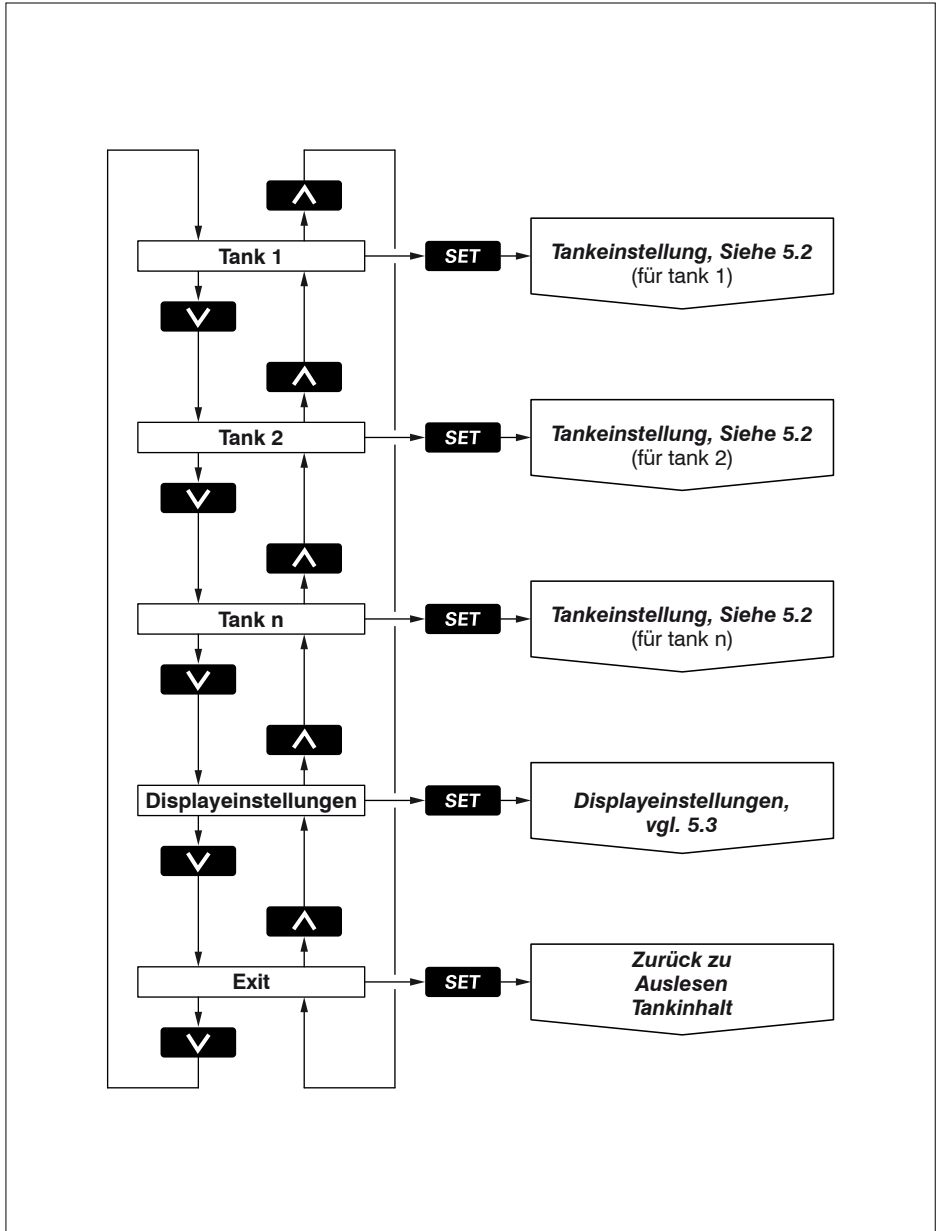 Tank 1
SET
Tankeinstellung, Siehe 5.2
(für tank 1)
Tank 2
SET
Tankeinstellung, Siehe 5.2
(für tank 2)
Tank n
SET
Tankeinstellung, Siehe 5.2
(für tank n)
Displayeinstellungen
SET
Displayeinstellungen,
vgl. 5.3
Exit
SET
Zurück zu
Auslesen
Tankinhalt